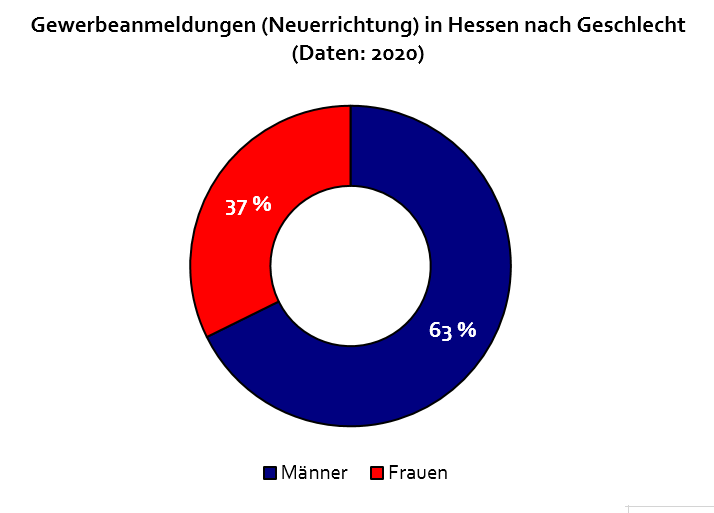 Gewerbeanmeldungen (Neuerrichtung) in Hessen nach Geschlecht
(Daten: 2020)
37 %
63 %
Männer
Frauen